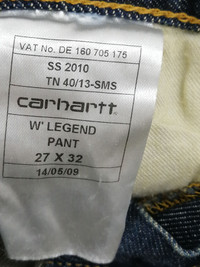 VAT No. DE 160 705 175
SS 2010
TN 40/13-SMS
carhartt
W' LEGEND
PANT
27 X 32
14/05/09